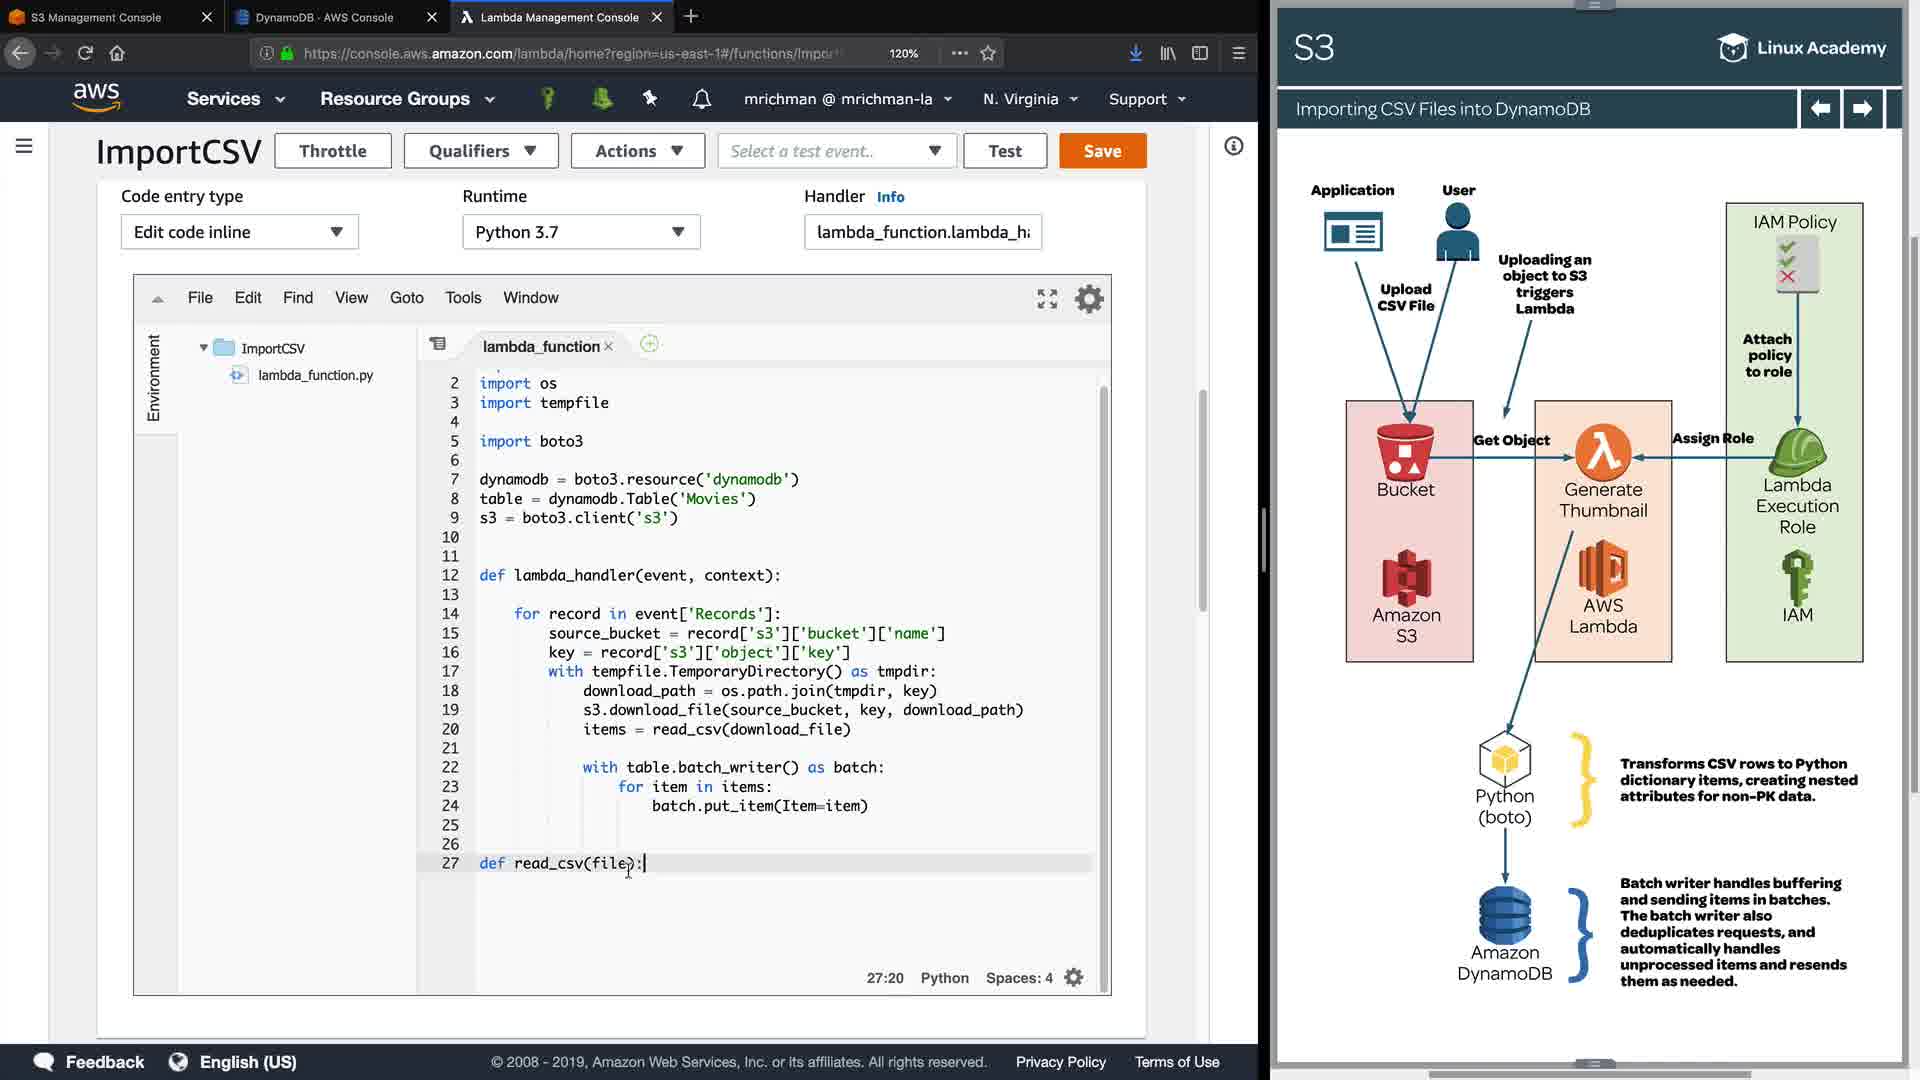 S3 Management Console
DynamoDB - AWS Console
Lambda Management Console
https://console.aws.amazon.com/lambda/home?region=us-east-1#/functions/Impor
120%
aws
Services
Resource Groups
mrichman @ mrichman-la
N. Virginia
Support
ImportCSV
Throttle
Qualifiers
Actions
Select a test event..
Test
Save
Code entry type
Runtime
Handler Info
Edit code inline
Python 3.7
lambda_function.lambda_ha
File Edit Find View Goto Tools Window
Environment
ImportCSV
lambda_function.py
lambda_function
2 import os
3 import tempfile
4
5 import boto3
6
7 dynamodb = boto3.resource('dynamodb')
8 table = dynamodb.Table('Movies')
9 s3 = boto3.client('s3')
10
11
12 def lambda_handler(event, context):
13
14     for record in event['Records']:
15         source_bucket = record['s3']['bucket']['name']
16         key = record['s3']['object']['key']
17         with tempfile.TemporaryDirectory() as tmpdir:
18             download_path = os.path.join(tmpdir, key)
19             s3.download_file(source_bucket, key, download_path)
20             items = read_csv(download_file)
21
22             with table.batch_writer() as batch:
23                 for item in items:
24                     batch.put_item(Item=item)
25
26
27 def read_csv(file):
27:20 Python Spaces: 4
Feedback
English (US)
© 2008 - 2019, Amazon Web Services, Inc. or its affiliates. All rights reserved.
Privacy Policy
Terms of Use
S3
Linux Academy
Importing CSV Files into DynamoDB
Application
User
Upload
CSV File
Uploading an
object to S3
triggers
Lambda
IAM Policy
Attach
policy
to role
Get Object
Assign Role
Bucket
Generate
Thumbnail
Lambda
Execution
Role
Amazon
S3
AWS
Lambda
IAM
Python
(boto)
Transforms CSV rows to Python
dictionary items, creating nested
attributes for non-PK data.
Amazon
DynamoDB
Batch writer handles buffering
and sending items in batches.
The batch writer also
deduplicates requests, and
automatically handles
unprocessed items and resends
them as needed.